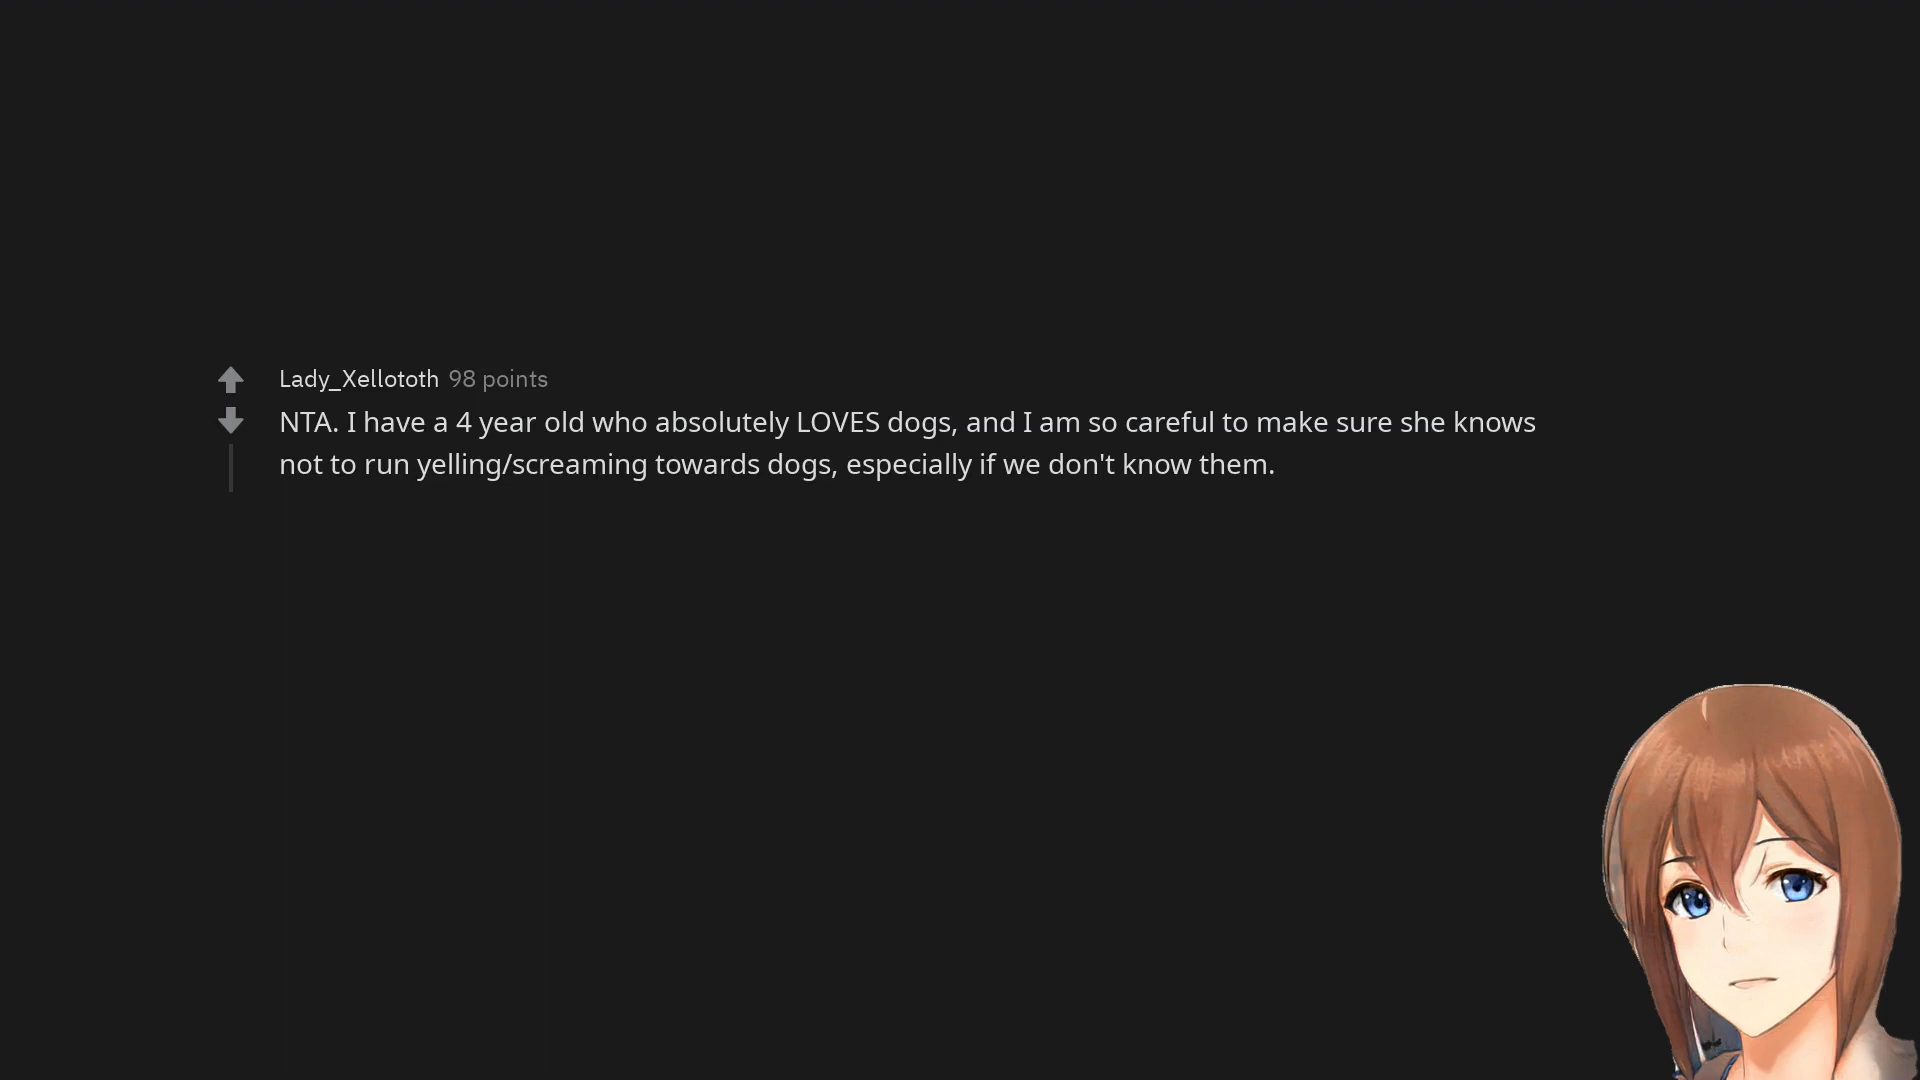 Lady_Xellototh 98 points
NTA. I have a 4 year old who absolutely LOVES dogs, and I am so careful to make sure she knows
not to run yelling/screaming towards dogs, especially if we don't know them.